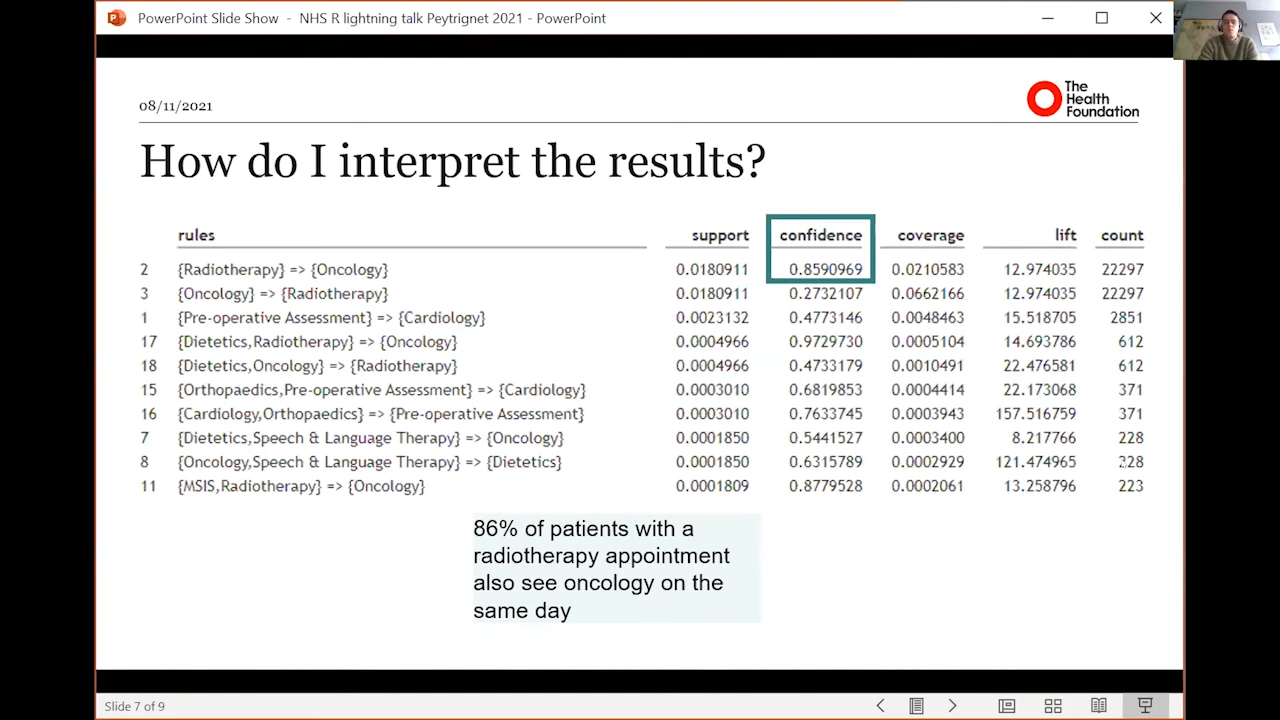 PowerPoint Slide Show - NHS R lightning talk Peytrignet 2021 - PowerPoint
08/11/2021
The
Health
Foundation
How do I interpret the results?
rules support confidence coverage lift count
2 {Radiotherapy} => {Oncology} 0.0180911 0.8590969 0.0210583 12.974035 22297
3 {Oncology} => {Radiotherapy} 0.0180911 0.2732107 0.0662166 12.974035 22297
1 {Pre-operative Assessment} => {Cardiology} 0.0023132 0.4773146 0.0048463 15.518705 2851
17 {Dietetics,Radiotherapy} => {Oncology} 0.0004966 0.9729730 0.0005104 14.693786 612
18 {Dietetics,Oncology} => {Radiotherapy} 0.0004966 0.4733179 0.0010491 22.476581 612
15 {Orthopaedics,Pre-operative Assessment} => {Cardiology} 0.0003010 0.6819853 0.0004414 22.173068 371
16 {Cardiology,Orthopaedics} => {Pre-operative Assessment} 0.0003010 0.7633745 0.0003943 157.516759 371
7 {Dietetics,Speech & Language Therapy} => {Oncology} 0.0001850 0.5441527 0.0003400 8.217766 228
8 {Oncology,Speech & Language Therapy} => {Dietetics} 0.0001850 0.6315789 0.0002929 121.474965 228
11 {MSIS,Radiotherapy} => {Oncology} 0.0001809 0.8779528 0.0002061 13.258796 223
86% of patients with a
radiotherapy appointment
also see oncology on the
same day
Slide 7 of 9